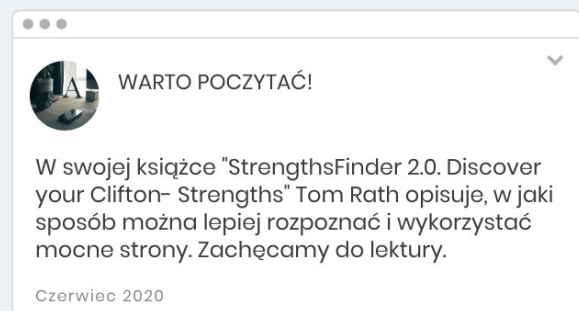 A
WARTO POCZYTAĆ!
W swojej książce "StrengthsFinder 2.0. Discover
your Clifton- Strengths" Tom Rath opisuje, w jaki
sposób można lepiej rozpoznać i wykorzystać
mocne strony. Zachęcamy do lektury.
Czerwiec 2020